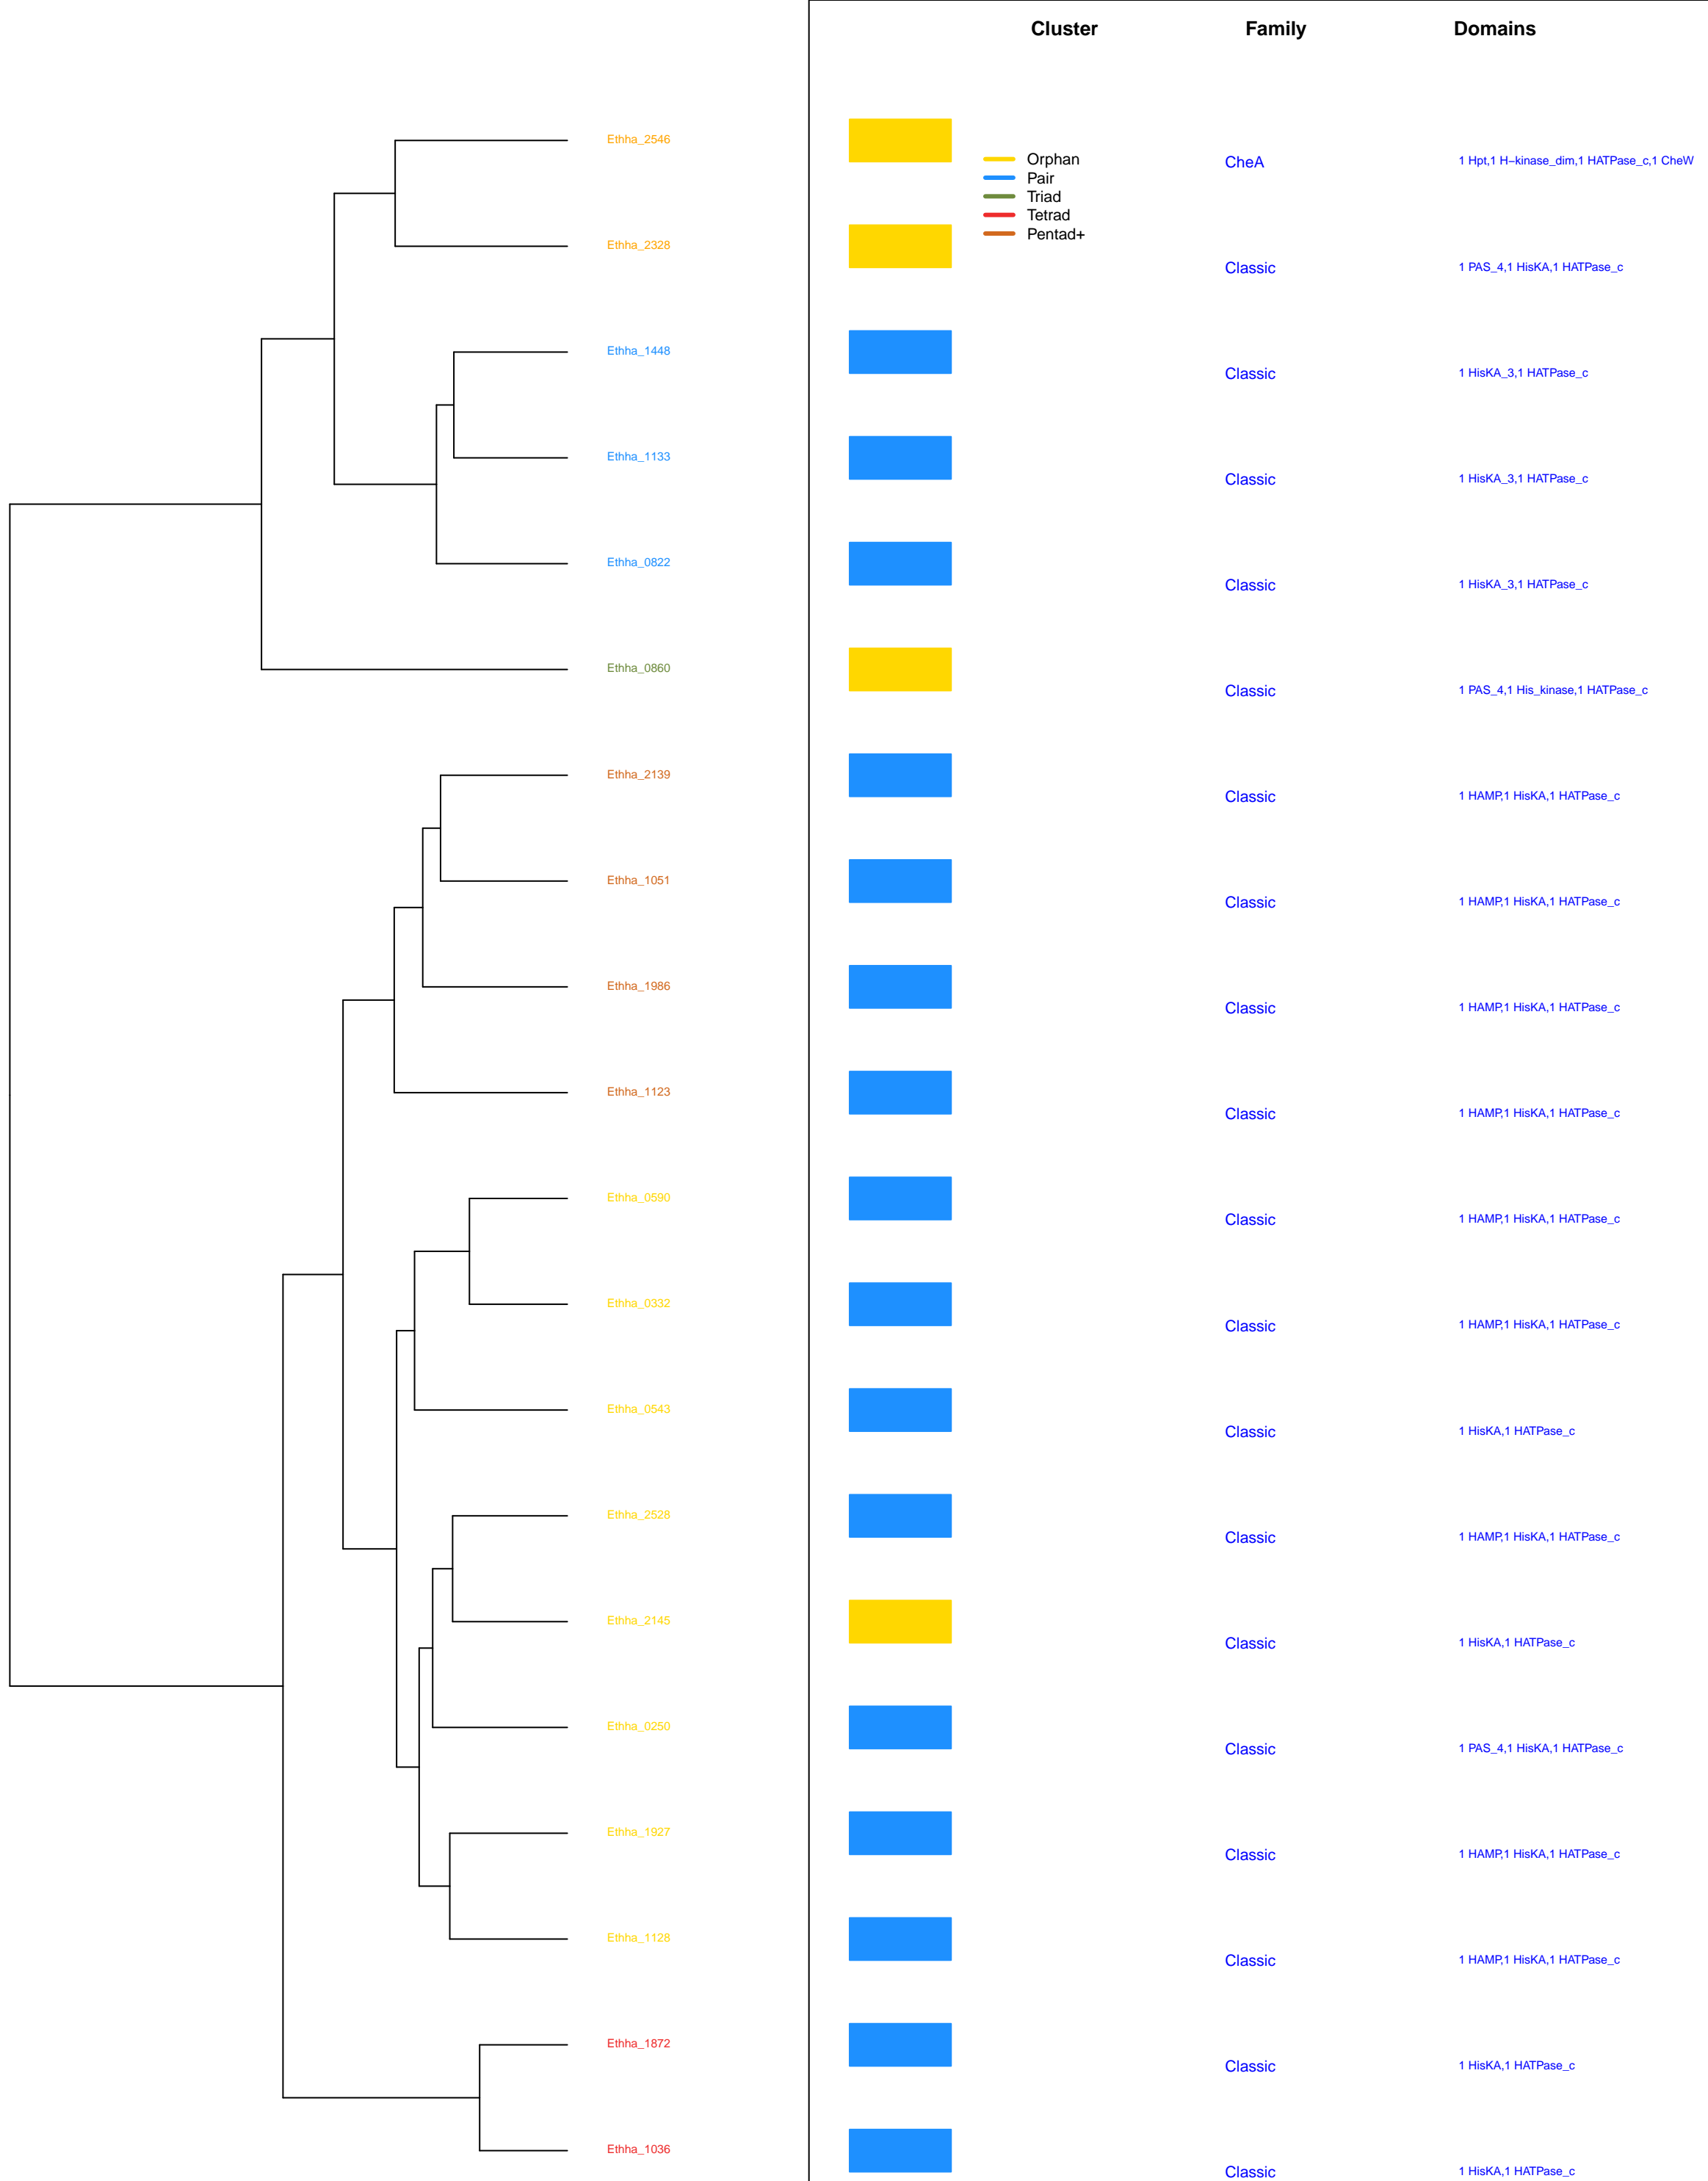 Cluster Family Domains
Ethha_2546
Orphan
CheA 1 Hpt,1 H−kinase_dim,1 HATPase_c,1 CheW
Pair
Triad
Tetrad
Pentad+
Ethha_2328
Classic 1 PAS_4,1 HisKA,1 HATPase_c
Ethha_1448
Classic 1 HisKA_3,1 HATPase_c
Ethha_1133
Classic 1 HisKA_3,1 HATPase_c
Ethha_0822
Classic 1 HisKA_3,1 HATPase_c
Ethha_0860
Classic 1 PAS_4,1 His_kinase,1 HATPase_c
Ethha_2139
Classic 1 HAMP,1 HisKA,1 HATPase_c
Ethha_1051
Classic 1 HAMP,1 HisKA,1 HATPase_c
Ethha_1986
Classic 1 HAMP,1 HisKA,1 HATPase_c
Ethha_1123
Classic 1 HAMP,1 HisKA,1 HATPase_c
Ethha_0590
Classic 1 HAMP,1 HisKA,1 HATPase_c
Ethha_0332
Classic 1 HAMP,1 HisKA,1 HATPase_c
Ethha_0543
Classic 1 HisKA,1 HATPase_c
Ethha_2528
Classic 1 HAMP,1 HisKA,1 HATPase_c
Ethha_2145
Classic 1 HisKA,1 HATPase_c
Ethha_0250
Classic 1 PAS_4,1 HisKA,1 HATPase_c
Ethha_1927
Classic 1 HAMP,1 HisKA,1 HATPase_c
Ethha_1128
Classic 1 HAMP,1 HisKA,1 HATPase_c
Ethha_1872
Classic 1 HisKA,1 HATPase_c
Ethha_1036
Classic 1 HisKA,1 HATPase_c